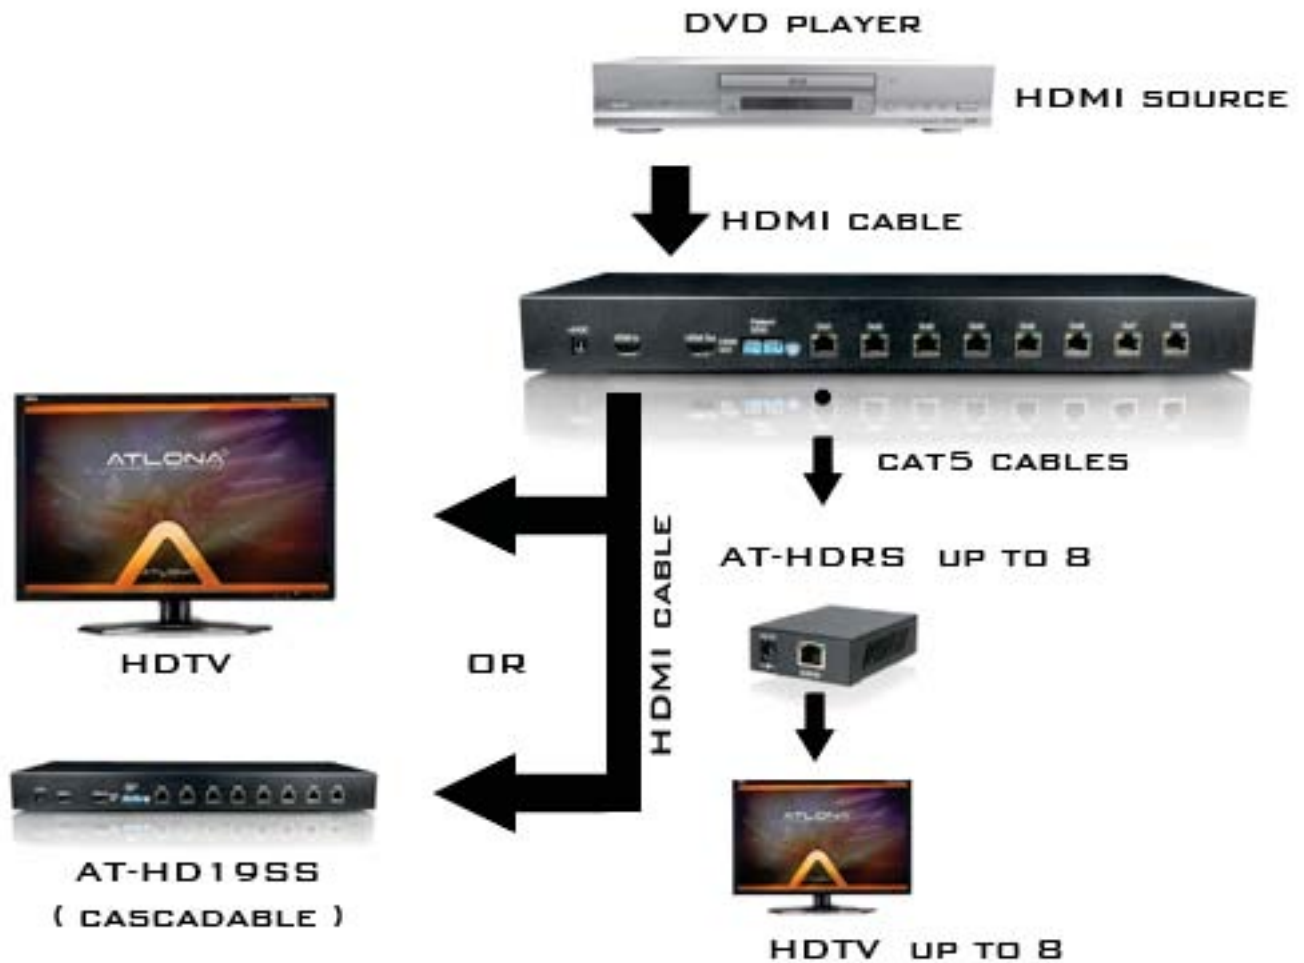 DVD PLAYER
HDMI SOURCE
HDMI CABLE
CAT5 CABLES
HDMI CABLE
ATLONA
AT-HDRS UP TO 8
HDTV
OR
ATLONA
AT-HD19SS
( CASCADABLE )
HDTV UP TO 8